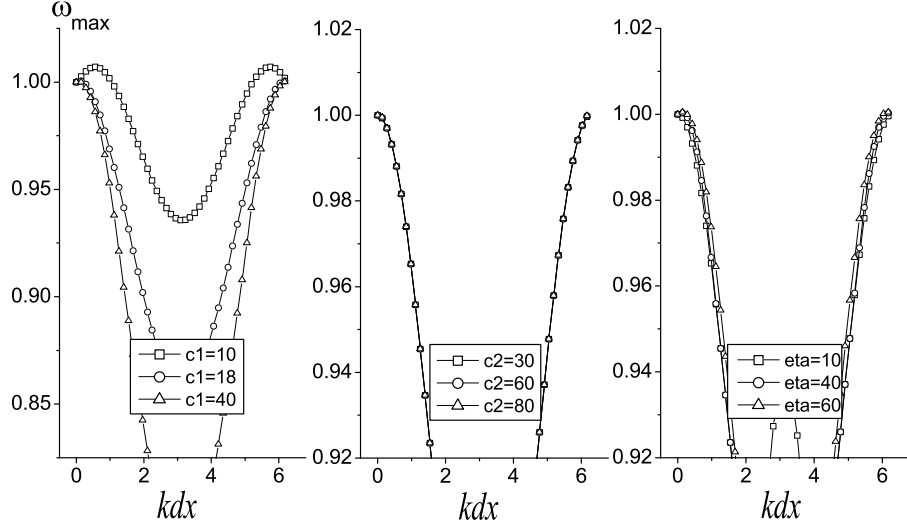 ω max
1.00
0.95
0.90
0.85
c1=10
c1=18
c1=40
0 2 4 6
kdx
1.02
1.00
0.98
0.96
0.94
0.92
c2=30
c2=60
c2=80
0 2 4 6
kdx
1.02
1.00
0.98
0.96
0.94
0.92
eta=10
eta=40
eta=60
0 2 4 6
kdx